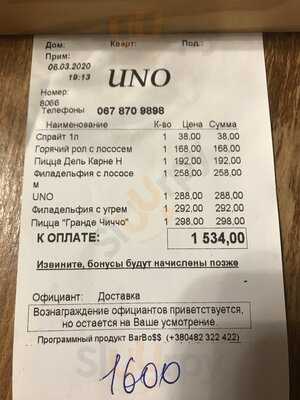 Дом: Кварт: Под.:
Прим:
06.03.2020
19:13
UNO
Номер:
8066
Телефоны 067 870 9898
Наименование К-во Цена Сумма
Спрайт 1л 1 38,00 38,00
Горячий рол с лососем 1 168,00 168,00
Пицца Дель Карне Н 1 192,00 192,00
Филадельфия с лососе 1 258,00 258,00
м
UNO 1 288,00 288,00
Филадельфия с угрем 1 292,00 292,00
Пицца "Гранде Чиччо" 1 298,00 298,00
К ОПЛАТЕ: 1 534,00
Извините, бонусы будут начислены позже
Официант: Доставка
Вознаграждение официантов приветствуется,
но остается на Ваше усмотрение.
Программный продукт BarBo$$ (+380482 322 422)
1600